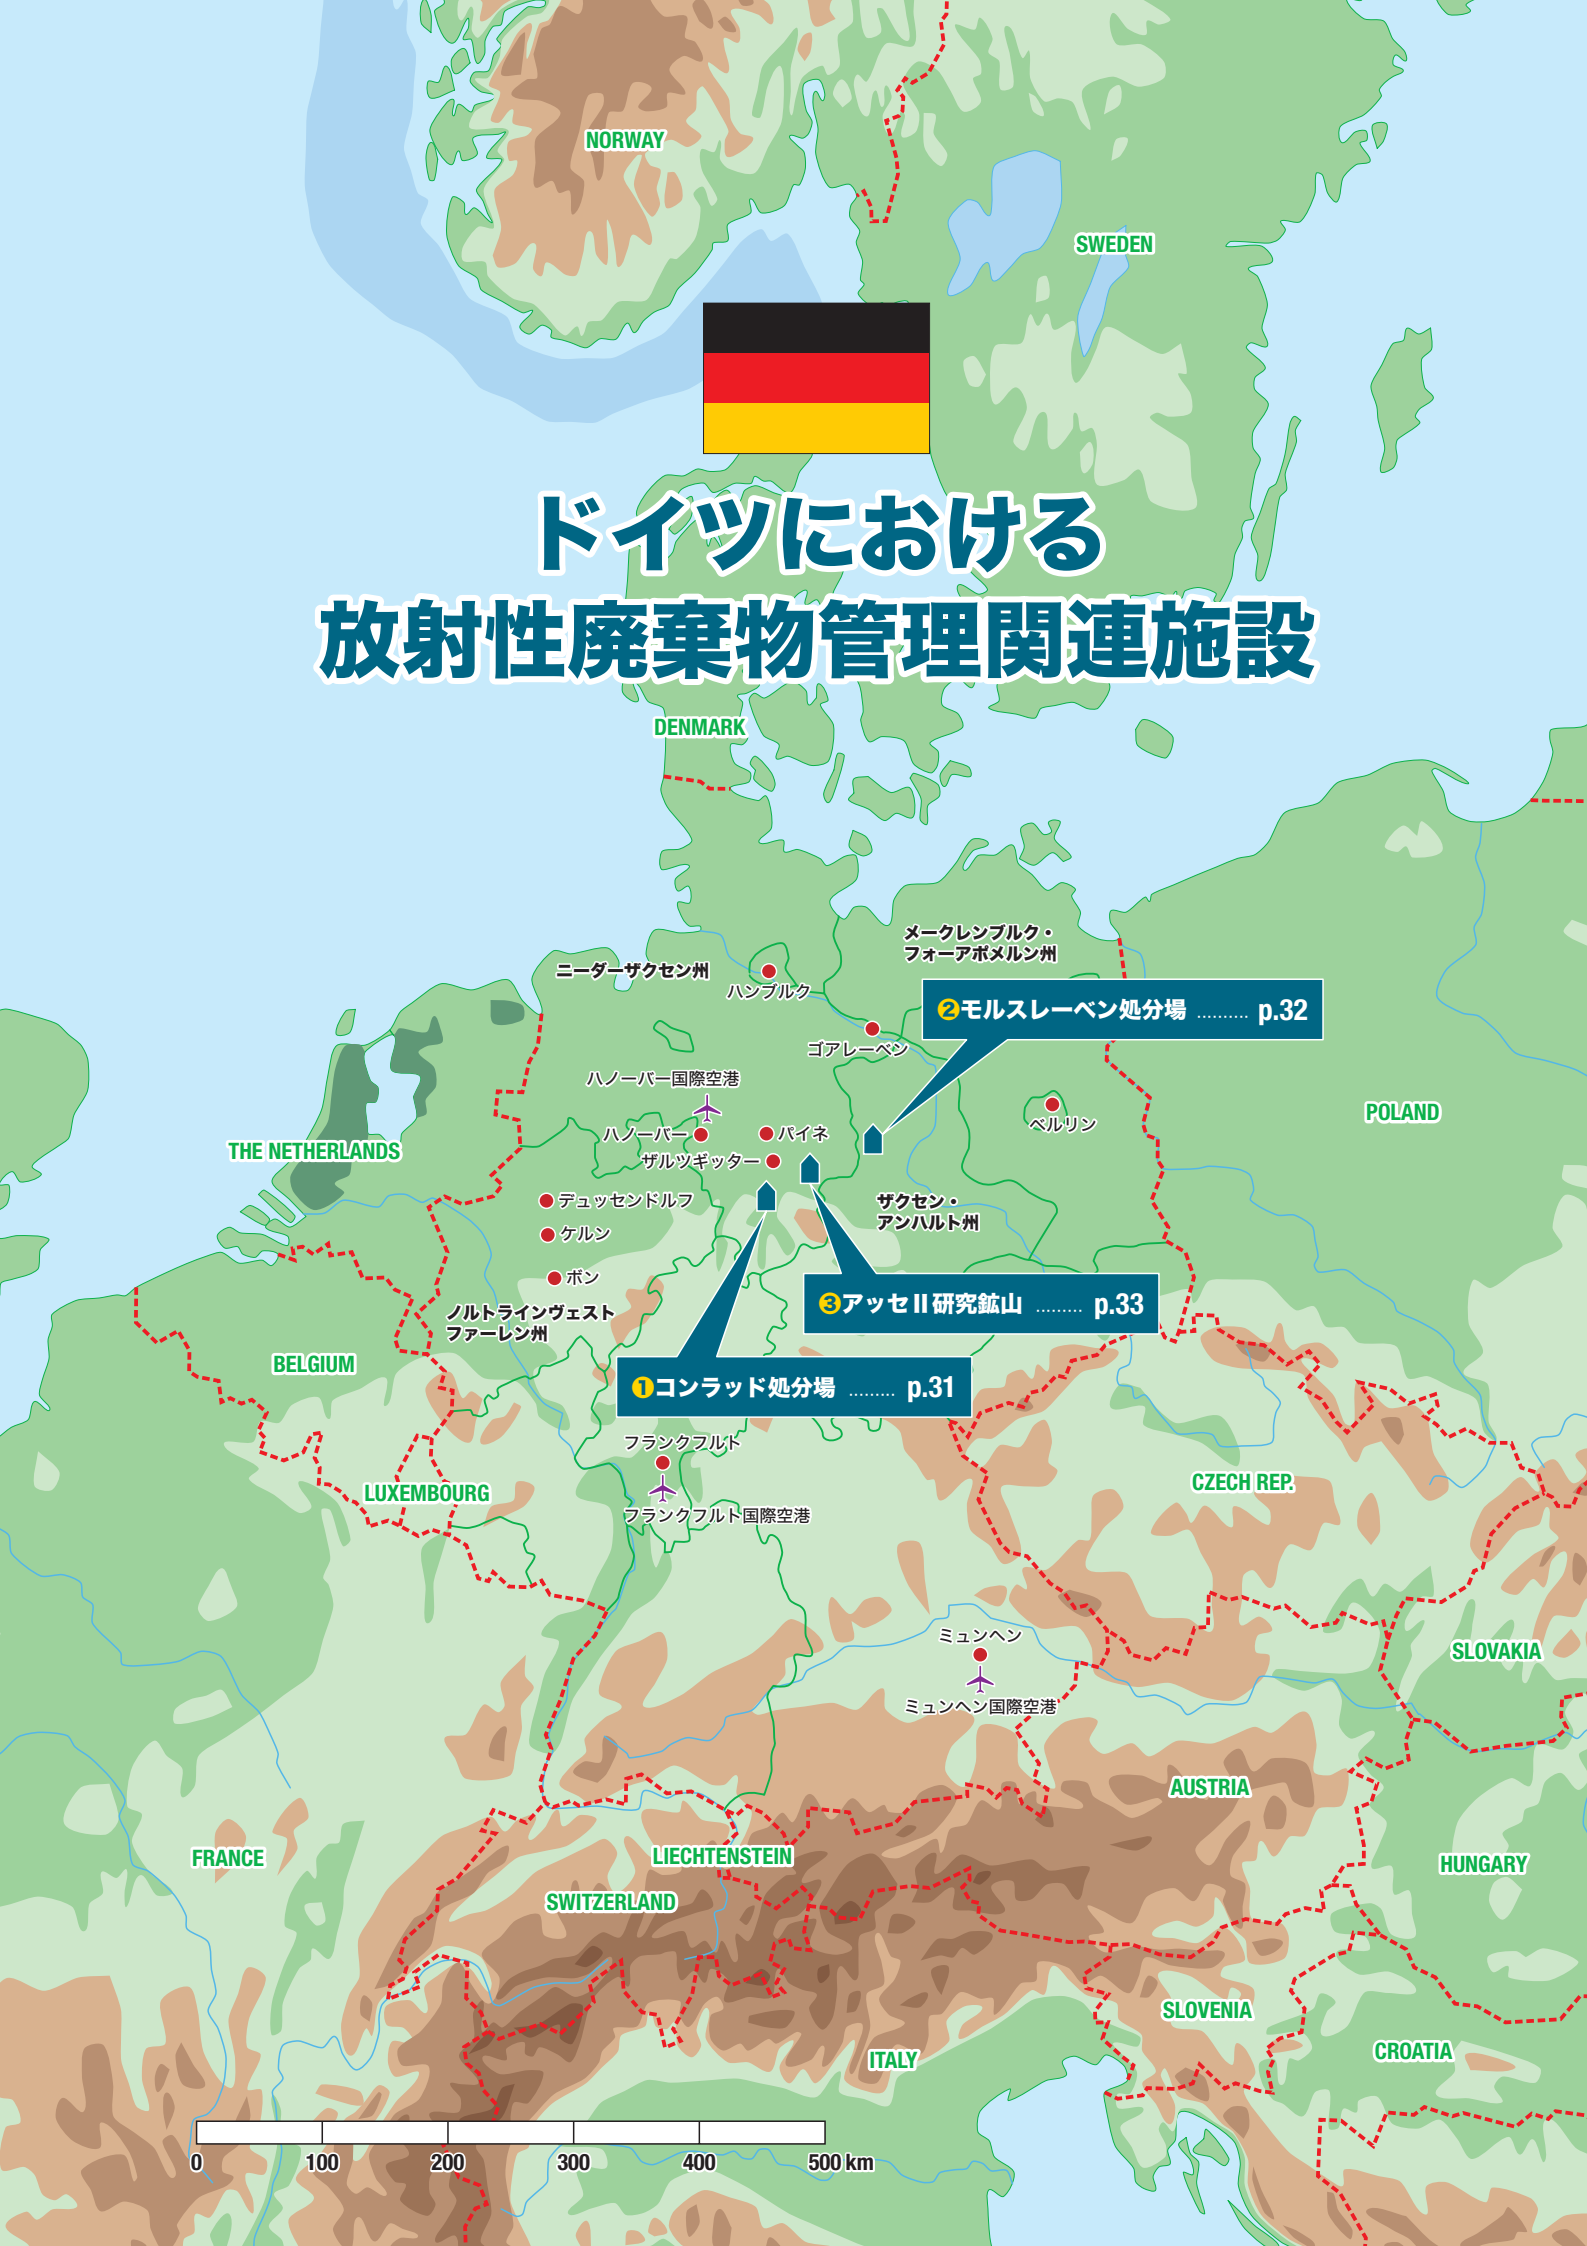 NORWAY
SWEDEN
ドイツにおける
放射性廃棄物管理関連施設
DENMARK
メークレンブルク・
フォーアポメルン州
ニーダーザクセン州
ハンブルク
❷モルスレーベン処分場 .......... p.32
ゴアレーベン
ハノーバー国際空港
POLAND
ベルリン
ハノーバー
パイネ
THE NETHERLANDS
ザルツギッター
デュッセンドルフ
ザクセン・
アンハルト州
ケルン
ボン
❸アッセⅡ研究鉱山 ......... p.33
ノルトラインヴェスト
ファーレン州
BELGIUM
❶コンラッド処分場 ......... p.31
フランクフルト
CZECH REP.
LUXEMBOURG
フランクフルト国際空港
ミュンヘン
SLOVAKIA
ミュンヘン国際空港
AUSTRIA
FRANCE
LIECHTENSTEIN
HUNGARY
SWITZERLAND
SLOVENIA
CROATIA
ITALY
0 100 200 300 400 500 km